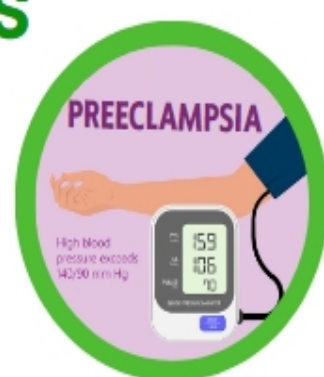 S
PREECLAMPSIA
High blood
pressure exceeds
140/90 mm Hg
159
106
70